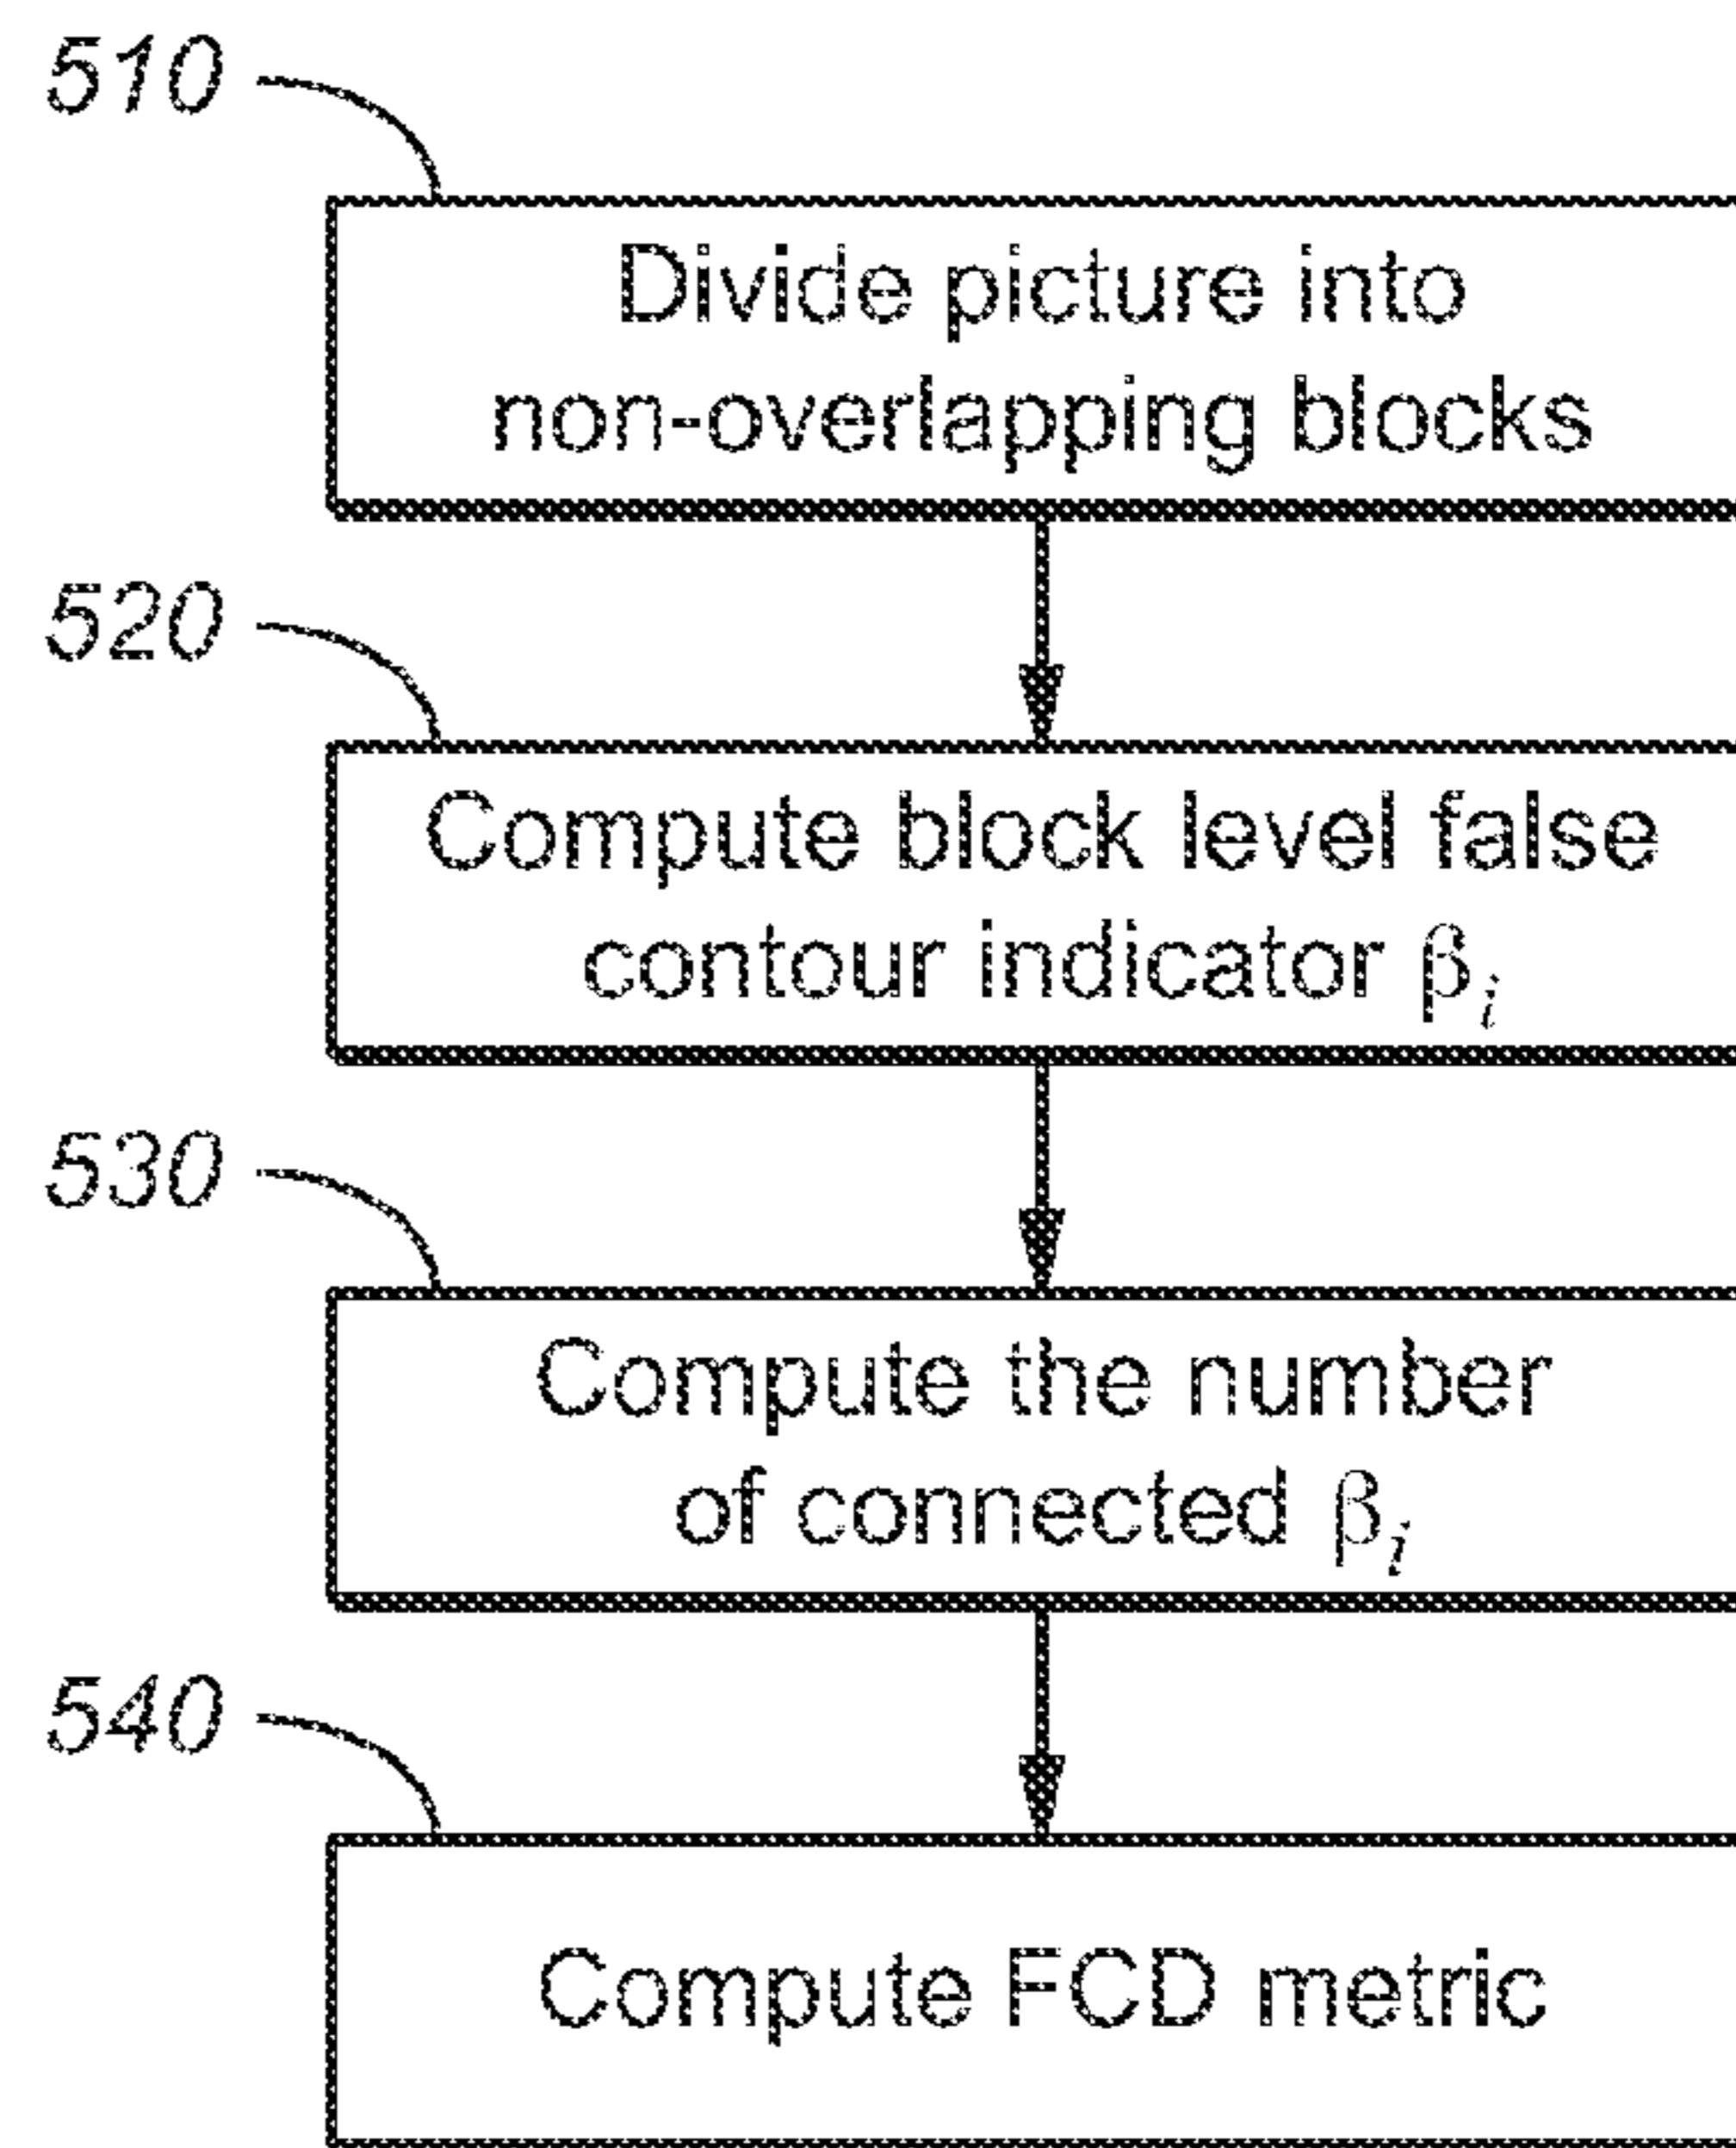 510
Divide picture into
non-overlapping blocks
520
Compute block level false
contour indicator βi
530
Compute the number
of connected βi
540
Compute FCD metric